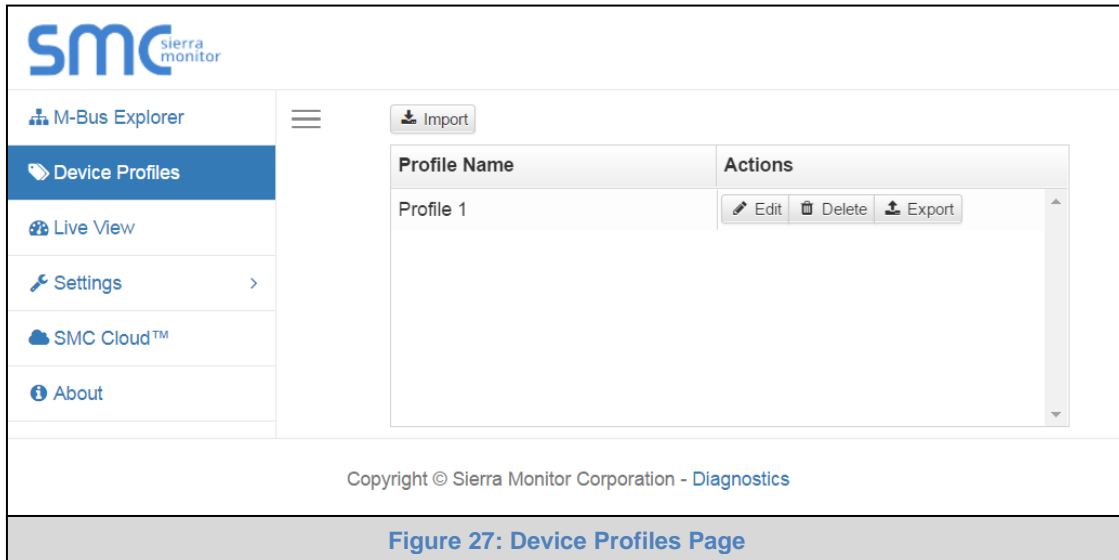 SMC sierra
monitor
M-Bus Explorer
Device Profiles
Live View
Settings
SMC Cloud™
About
Import
Profile Name Actions
Profile 1 Edit Delete Export
Copyright © Sierra Monitor Corporation - Diagnostics
Figure 27: Device Profiles Page